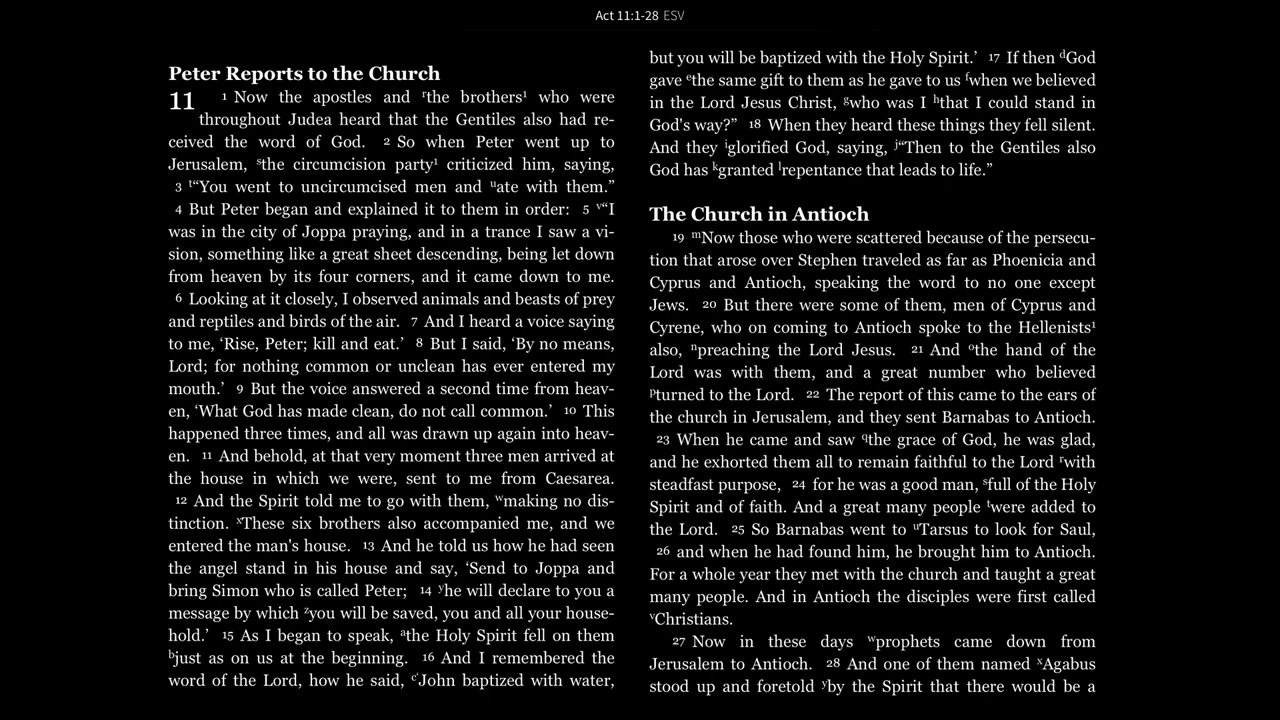 Act 11:1-28 ESV
Peter Reports to the Church
11 1 Now the apostles and rthe brothers1 who were
throughout Judea heard that the Gentiles also had re-
ceived the word of God. 2 So when Peter went up to
Jerusalem, sthe circumcision party1 criticized him, saying,
3 t“You went to uncircumcised men and uate with them.”
4 But Peter began and explained it to them in order: 5 v“I
was in the city of Joppa praying, and in a trance I saw a vi-
sion, something like a great sheet descending, being let down
from heaven by its four corners, and it came down to me.
6 Looking at it closely, I observed animals and beasts of prey
and reptiles and birds of the air. 7 And I heard a voice saying
to me, ‘Rise, Peter; kill and eat.’ 8 But I said, ‘By no means,
Lord; for nothing common or unclean has ever entered my
mouth.’ 9 But the voice answered a second time from heav-
en, ‘What God has made clean, do not call common.’ 10 This
happened three times, and all was drawn up again into heav-
en. 11 And behold, at that very moment three men arrived at
the house in which we were, sent to me from Caesarea.
12 And the Spirit told me to go with them, wmaking no dis-
tinction. xThese six brothers also accompanied me, and we
entered the man's house. 13 And he told us how he had seen
the angel stand in his house and say, ‘Send to Joppa and
bring Simon who is called Peter; 14 yhe will declare to you a
message by which zyou will be saved, you and all your house-
hold.’ 15 As I began to speak, athe Holy Spirit fell on them
bjust as on us at the beginning. 16 And I remembered the
word of the Lord, how he said, c‘John baptized with water,
but you will be baptized with the Holy Spirit.’ 17 If then dGod
gave ethe same gift to them as he gave to us fwhen we believed
in the Lord Jesus Christ, gwho was I hthat I could stand in
God's way?” 18 When they heard these things they fell silent.
And they iglorified God, saying, j“Then to the Gentiles also
God has kgranted lrepentance that leads to life.”
The Church in Antioch
19 mNow those who were scattered because of the persecu-
tion that arose over Stephen traveled as far as Phoenicia and
Cyprus and Antioch, speaking the word to no one except
Jews. 20 But there were some of them, men of Cyprus and
Cyrene, who on coming to Antioch spoke to the Hellenists1
also, npreaching the Lord Jesus. 21 And othe hand of the
Lord was with them, and a great number who believed
pturned to the Lord. 22 The report of this came to the ears of
the church in Jerusalem, and they sent Barnabas to Antioch.
23 When he came and saw qthe grace of God, he was glad,
and he exhorted them all to remain faithful to the Lord rwith
steadfast purpose, 24 for he was a good man, sfull of the Holy
Spirit and of faith. And a great many people twere added to
the Lord. 25 So Barnabas went to uTarsus to look for Saul,
26 and when he had found him, he brought him to Antioch.
For a whole year they met with the church and taught a great
many people. And in Antioch the disciples were first called
vChristians.
27 Now in these days wprophets came down from
Jerusalem to Antioch. 28 And one of them named xAgabus
stood up and foretold yby the Spirit that there would be a